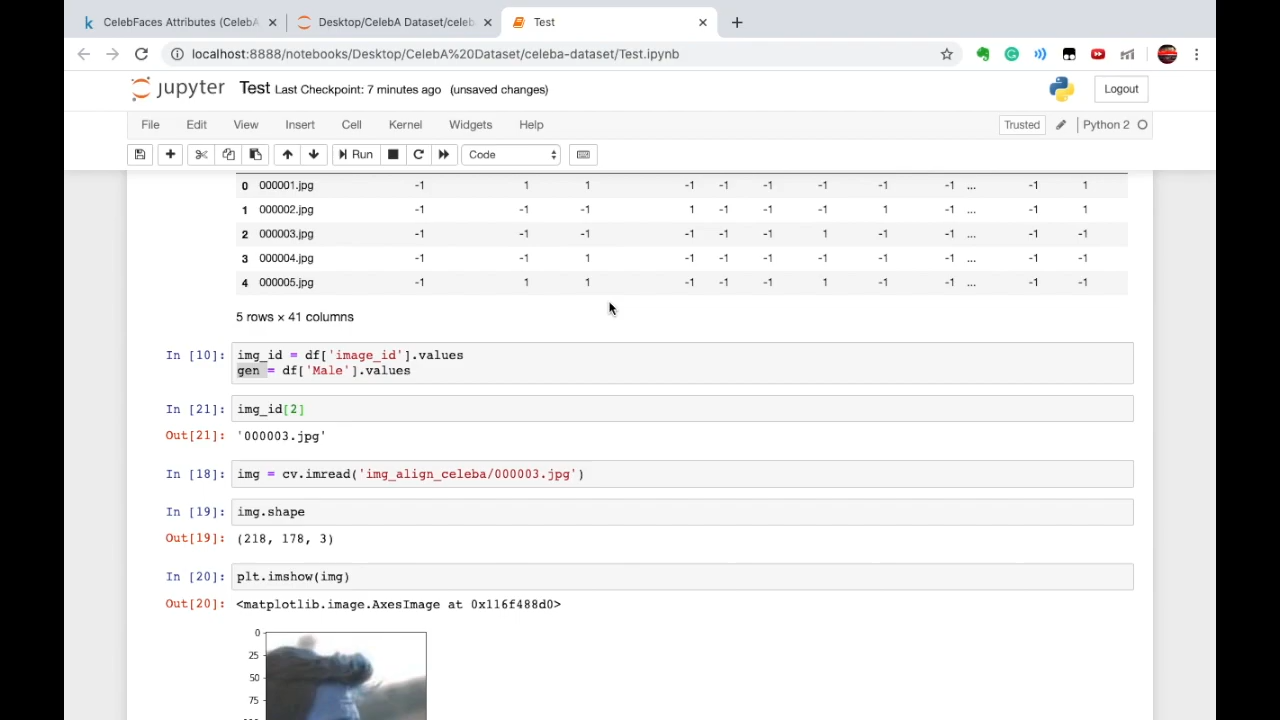 CelebFaces Attributes (CelebA
Desktop/CelebA Dataset/celeb
Test
localhost:8888/notebooks/Desktop/CelebA%20Dataset/celeba-dataset/Test.ipynb
jupyter Test Last Checkpoint: 7 minutes ago (unsaved changes) Logout
File Edit View Insert Cell Kernel Widgets Help Trusted Python 2
Run Code
0 000001.jpg -1 1 1 -1 -1 -1 -1 -1 -1 ... -1 1
1 000002.jpg -1 -1 -1 1 -1 -1 -1 1 -1 ... -1 1
2 000003.jpg -1 -1 -1 -1 -1 -1 1 -1 -1 ... -1 -1
3 000004.jpg -1 -1 1 -1 -1 -1 -1 -1 -1 ... -1 -1
4 000005.jpg -1 1 1 -1 -1 -1 1 -1 -1 ... -1 -1
5 rows × 41 columns
In [10]: img_id = df['image_id'].values
gen = df['Male'].values
In [21]: img_id[2]
Out[21]: '000003.jpg'
In [18]: img = cv.imread('img_align_celeba/000003.jpg')
In [19]: img.shape
Out[19]: (218, 178, 3)
In [20]: plt.imshow(img)
Out[20]: <matplotlib.image.AxesImage at 0x116f488d0>
0
25
50
75